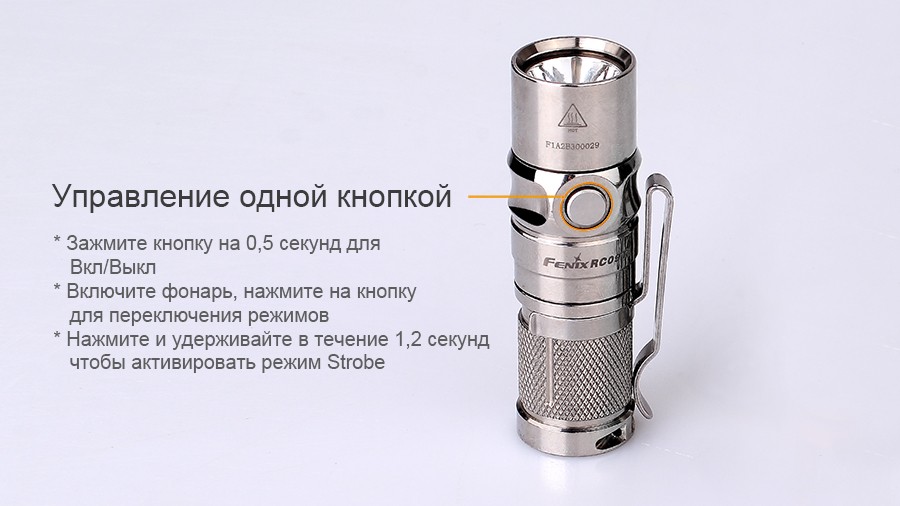 F1A2B300029
Управление одной кнопкой
* Зажмите кнопку на 0,5 секунд для
Вкл/Выкл
* Включите фонарь, нажмите на кнопку
для переключения режимов
* Нажмите и удерживайте в течение 1,2 секунд
чтобы активировать режим Strobe
FENIX